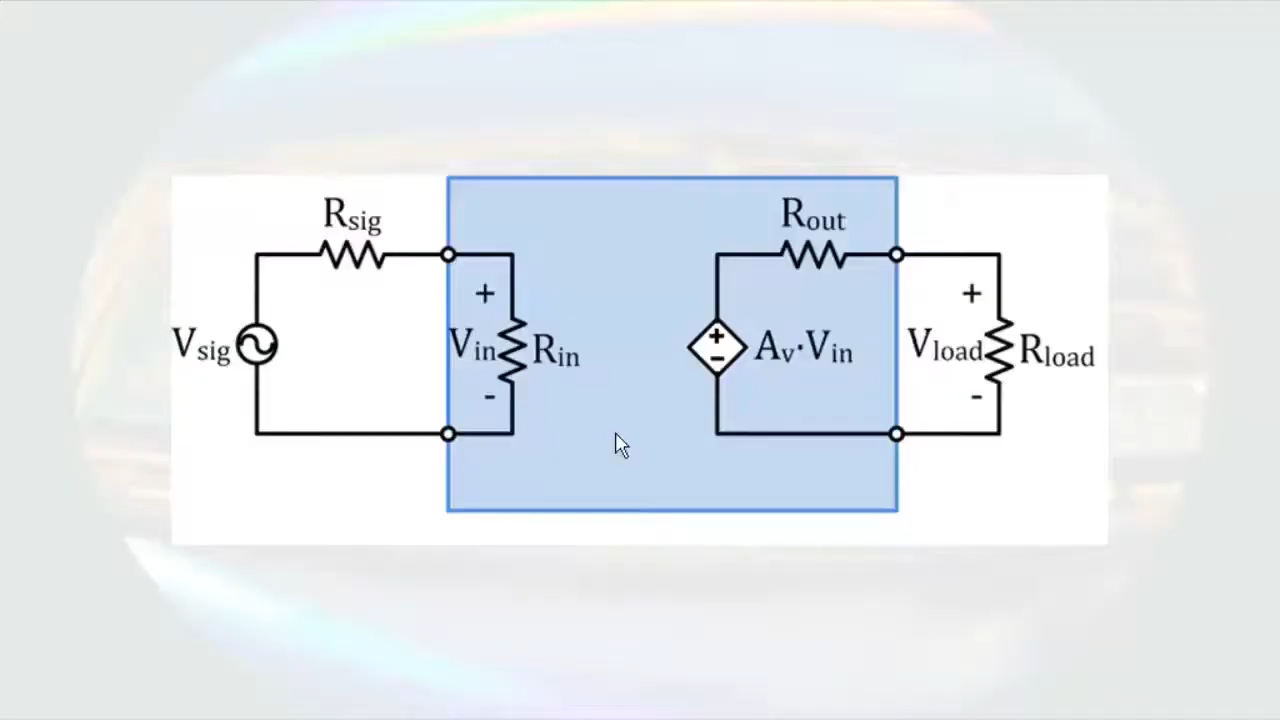 Rsig
Rout
+
+
Vsig
Vin
Rin
+
-
Av·Vin
Vload
Rload
-
-